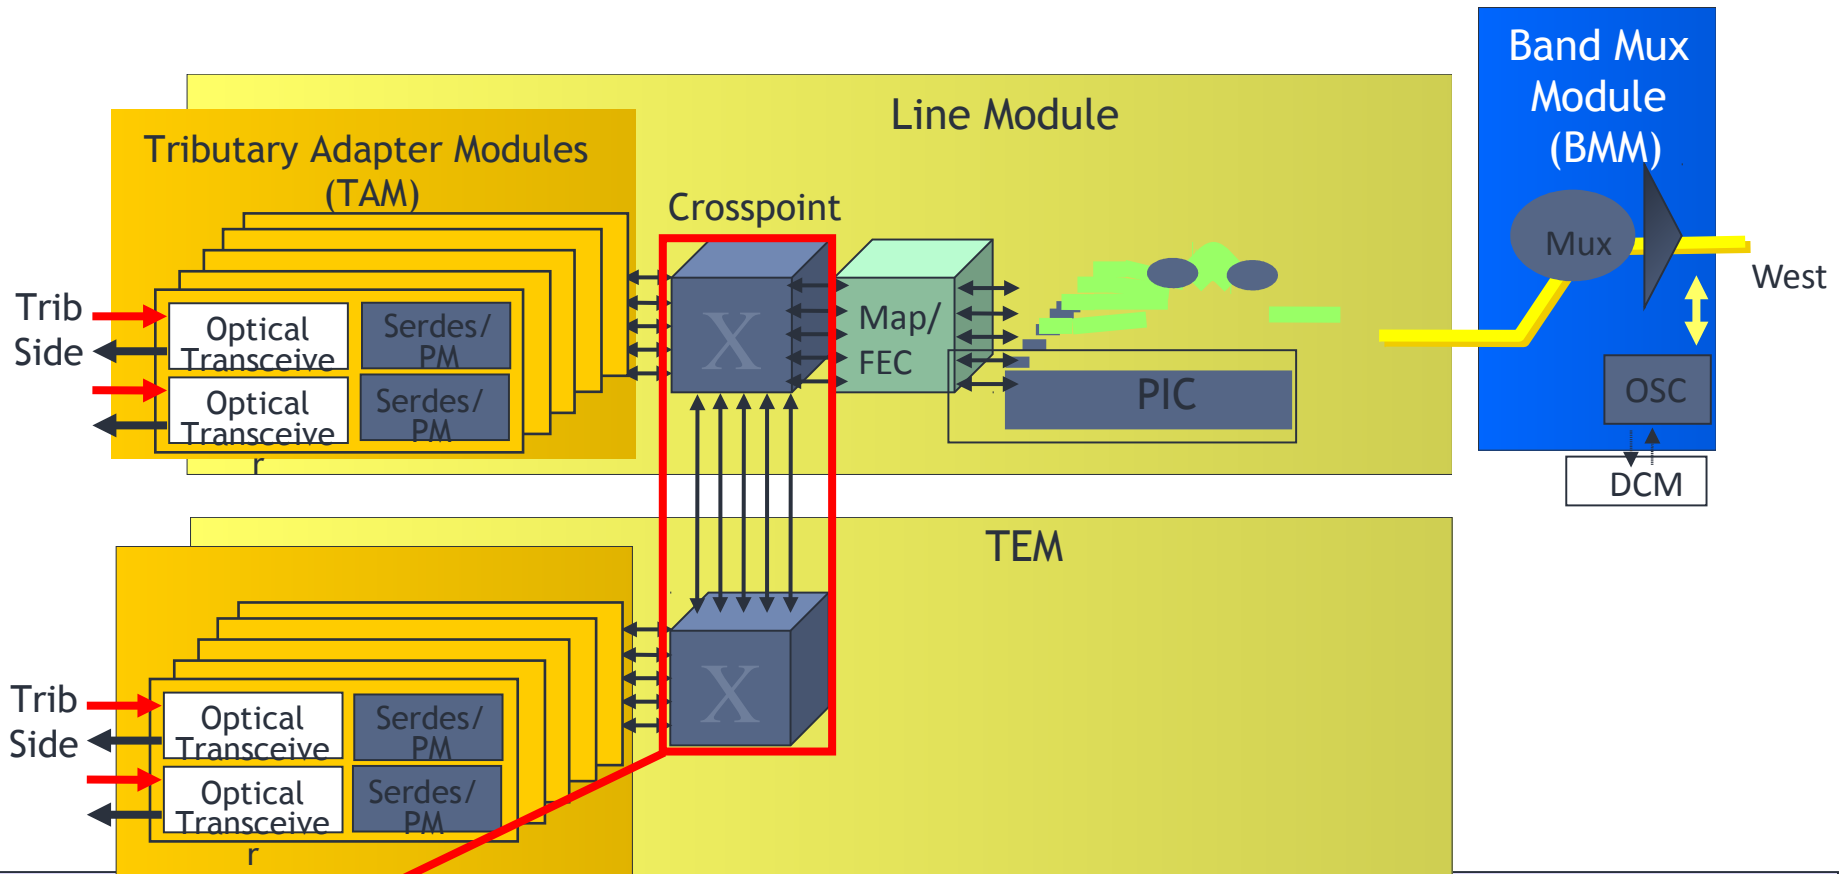 Band Mux
Module
(BMM)
Line Module
Tributary Adapter Modules
(TAM)
Crosspoint
Trib
Side
Optical
Transceive
r
Serdes/
PM
Optical
Transceive
Serdes/
PM
X
Map/
FEC
PIC
Mux
West
OSC
DCM
TEM
Trib
Side
Optical
Transceive
Serdes/
PM
Optical
Transceive
r
Serdes/
PM
X